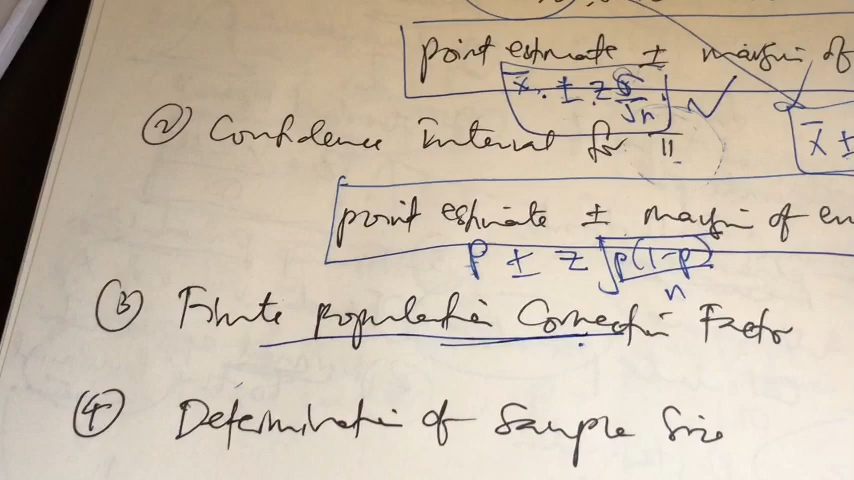 point estimate ± margin of
x̄ ± z s/√n
x̄ ±
② Confidence Interval for π
point estimate ± margin of
p ± z √p(1-p)/n
③ Finite Population Correction Factor
④ Determination of Sample Size